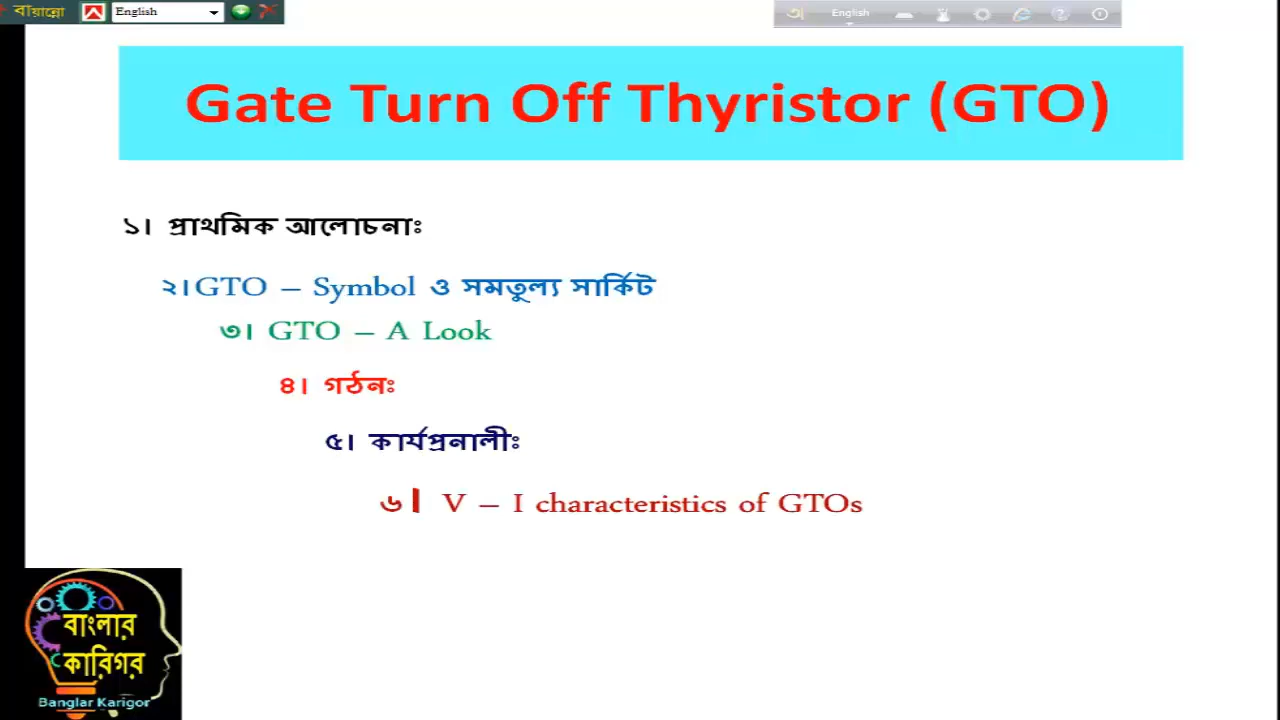 বায়ান্নো English
English
Gate Turn Off Thyristor (GTO)
১। প্রাথমিক আলোচনাঃ
২।GTO – Symbol ও সমতুল্য সার্কিট
৩। GTO – A Look
৪। গঠনঃ
৫। কার্যপ্রনালীঃ
৬। V – I characteristics of GTOs
বাংলার
কারিগর
Banglar Karigor